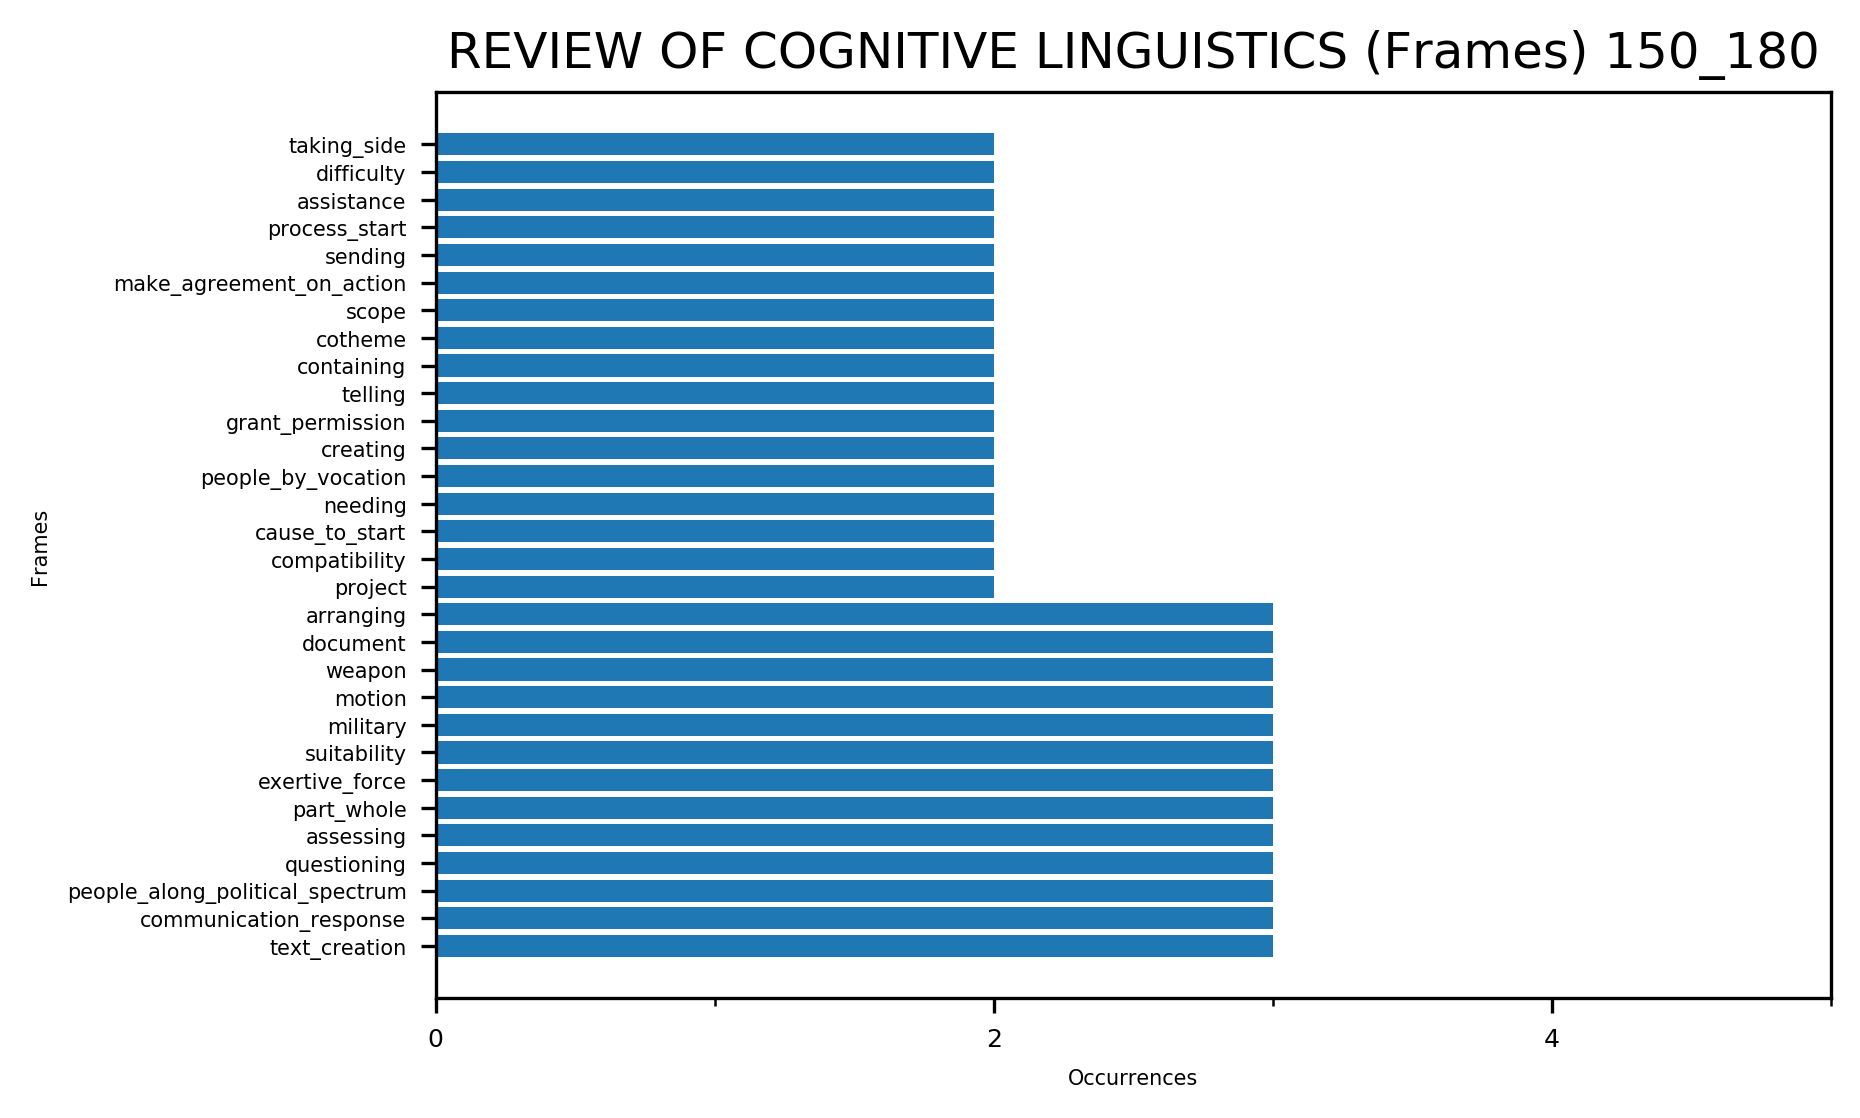 REVIEW OF COGNITIVE LINGUISTICS (Frames) 150_180
taking_side
difficulty
assistance
process_start
sending
make_agreement_on_action
scope
cotheme
containing
telling
grant_permission
creating
people_by_vocation
needing
cause_to_start
compatibility
project
arranging
document
weapon
motion
military
suitability
exertive_force
part_whole
assessing
questioning
people_along_political_spectrum
communication_response
text_creation
Frames
0 2 4
Occurrences